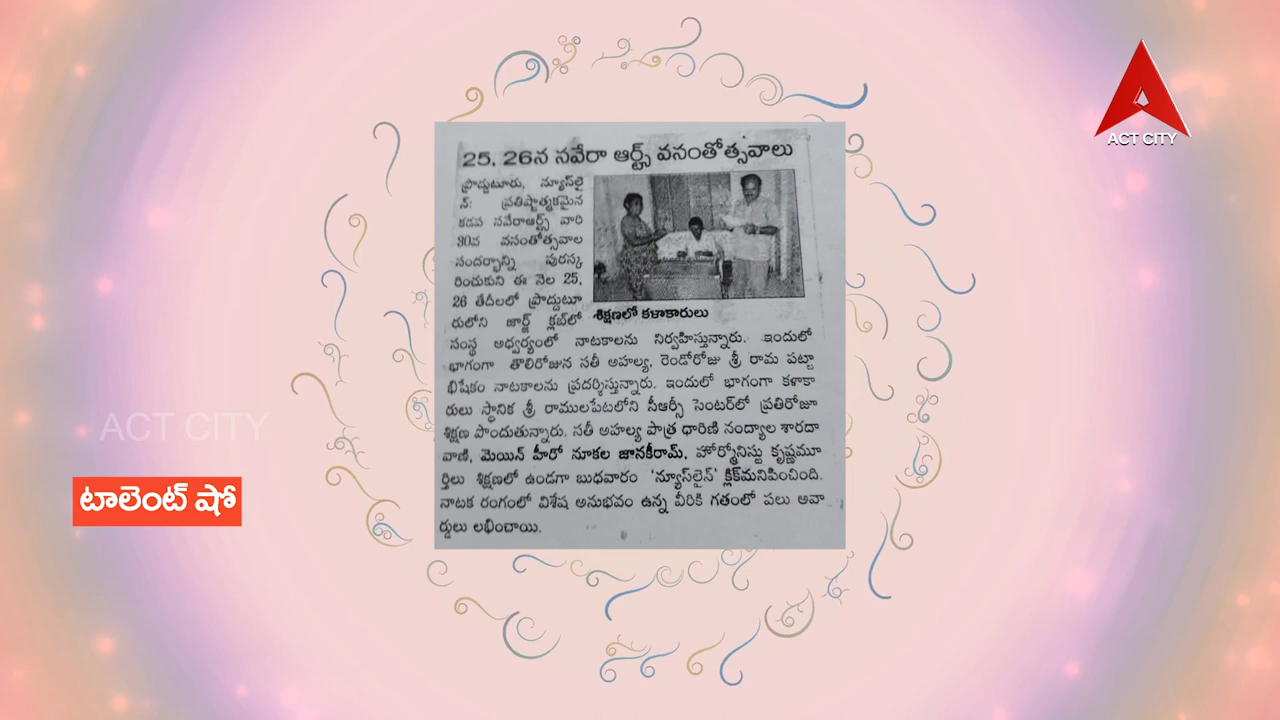 25, 26న సవేరా ఆర్ట్స్ వసంతోత్సవాలు
ప్రొద్దుటూరు, న్యూస్‌లై
న్: ప్రతిష్ఠాత్మకమైన
కడప సవేరాఆర్ట్స్ వారి
30వ వసంతోత్సవాల
సందర్భాన్ని పురస్క
రించుకుని ఈ నెల 25,
26 తేదీలలో ప్రొద్దుటూ
రులోని జార్జ్ క్లబ్‌లో
శిక్షణలో కళాకారులు
సంస్థ అధ్వర్యంలో నాటకాలను నిర్వహిస్తున్నారు. ఇందులో
భాగంగా తొలిరోజున సతీ అహల్య, రెండోరోజు శ్రీ రామ పట్టా
భిషేకం నాటకాలను ప్రదర్శిస్తున్నారు. ఇందులో భాగంగా కళాకా
రులు స్థానిక శ్రీ రాములపేటలోని సీఆర్సీ సెంటర్‌లో ప్రతిరోజూ
శిక్షణ పొందుతున్నారు. సతీ అహల్య పాత్ర ధారిణి నంద్యాల శారదా
వాణి, మెయిన్ హీరో నూకల జానకీరామ్, హార్మోనిస్టు కృష్ణమూ
ర్తిలు శిక్షణలో ఉండగా బుధవారం ‘న్యూస్‌లైన్’ క్లిక్‌మనిపించింది.
నాటక రంగంలో విశేష అనుభవం ఉన్న వీరికి గతంలో పలు అవా
ర్డులు లభించాయి.
ACT CITY
ACT CITY
టాలెంట్ షో